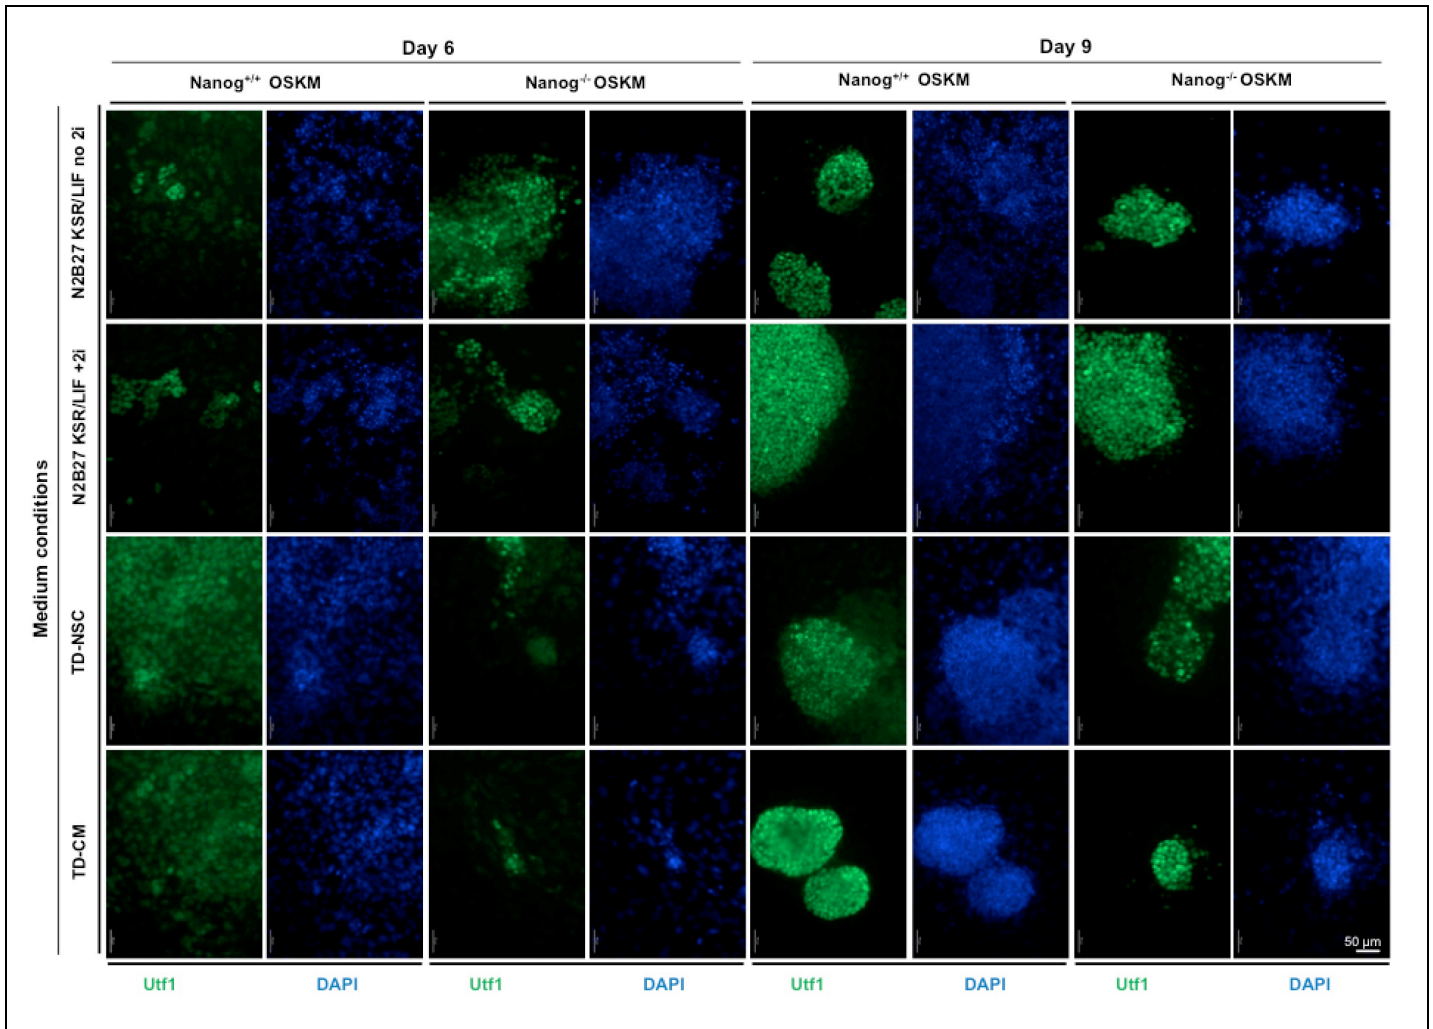 Day 6
Day 9
Nanog+/+ OSKM
Nanog-/- OSKM
Nanog+/+ OSKM
Nanog-/- OSKM
Medium conditions
N2B27 KSR/LIF no 2i
N2B27 KSR/LIF +2i
TD-NSC
TD-CM
50 µm
Utf1
DAPI
Utf1
DAPI
Utf1
DAPI
Utf1
DAPI